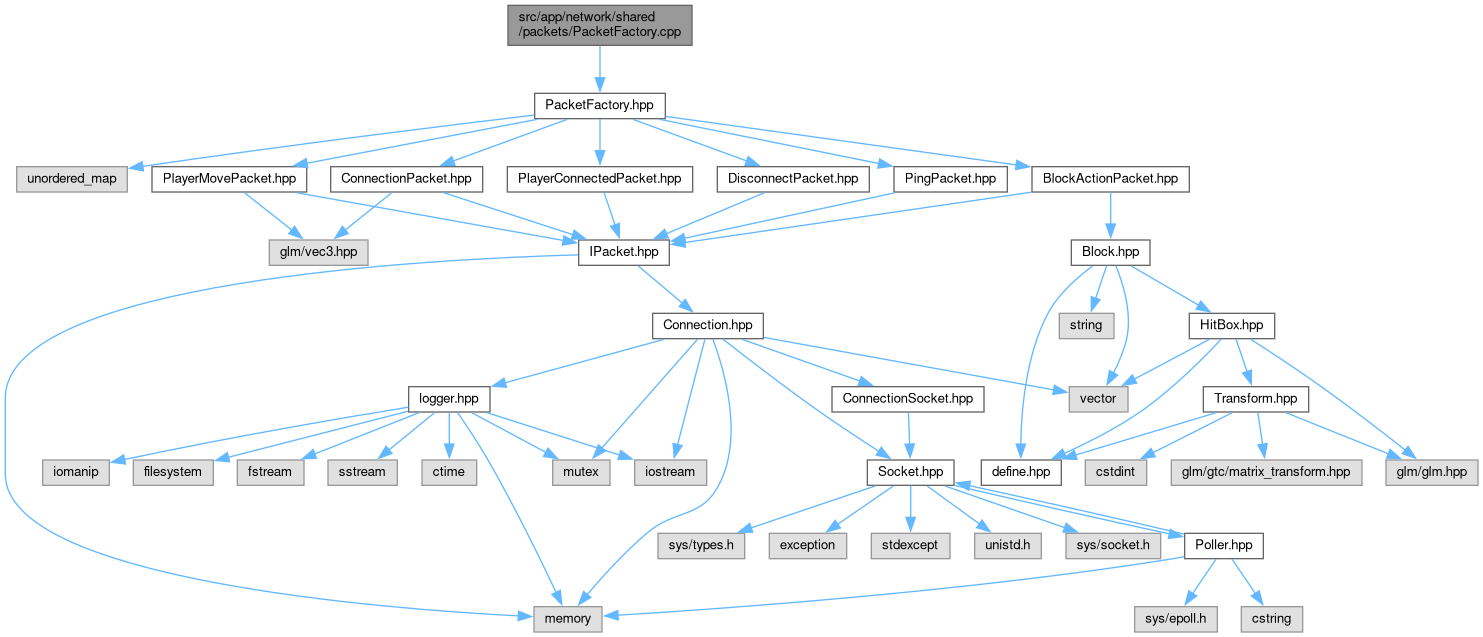 src/app/network/shared
/packets/PacketFactory.cpp
PacketFactory.hpp
unordered_map
PlayerMovePacket.hpp
ConnectionPacket.hpp
PlayerConnectedPacket.hpp
DisconnectPacket.hpp
PingPacket.hpp
BlockActionPacket.hpp
glm/vec3.hpp
IPacket.hpp
Block.hpp
Connection.hpp
string
HitBox.hpp
logger.hpp
ConnectionSocket.hpp
vector
Transform.hpp
iomanip
filesystem
fstream
sstream
ctime
mutex
iostream
Socket.hpp
define.hpp
cstdint
glm/gtc/matrix_transform.hpp
glm/glm.hpp
sys/types.h
exception
stdexcept
unistd.h
sys/socket.h
Poller.hpp
memory
sys/epoll.h
cstring